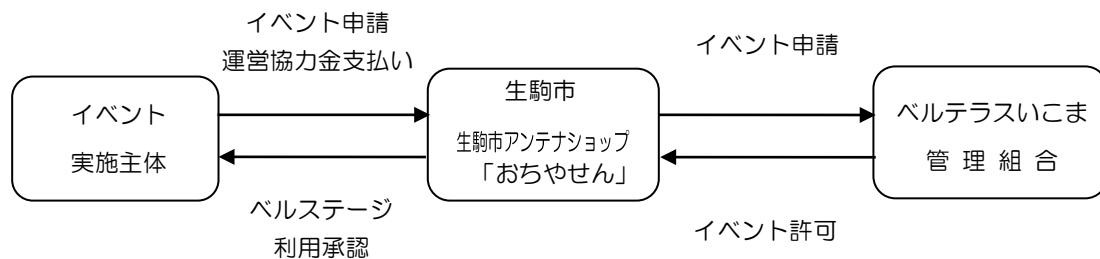 イベント申請
運営協力金支払い
イベント申請
イベント
実施主体
生駒市
生駒市アンテナショップ
「おちやせん」
ベルテラスいこま
管 理 組 合
ベルステージ
利用承認
イベント許可